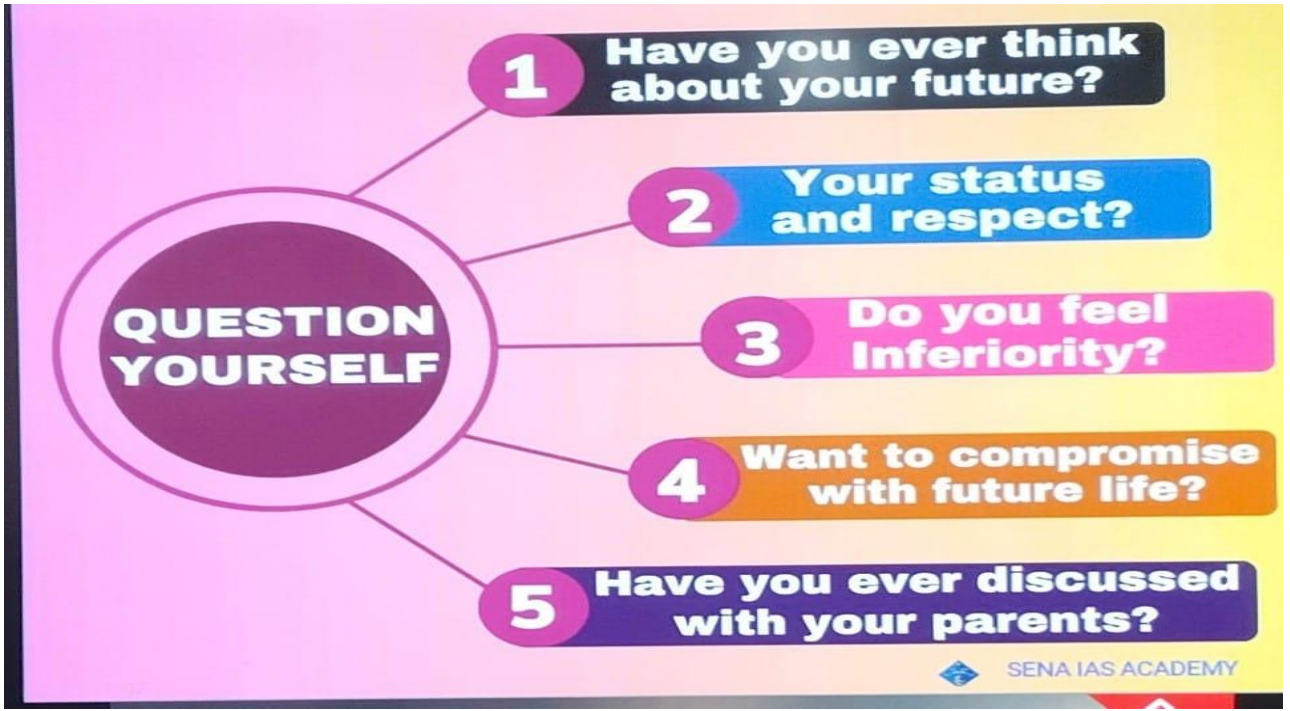 QUESTION
YOURSELF
1
Have you ever think
about your future?
2
Your status
and respect?
3
Do you feel
Inferiority?
4
Want to compromise
with future life?
5
Have you ever discussed
with your parents?
SENA IAS ACADEMY